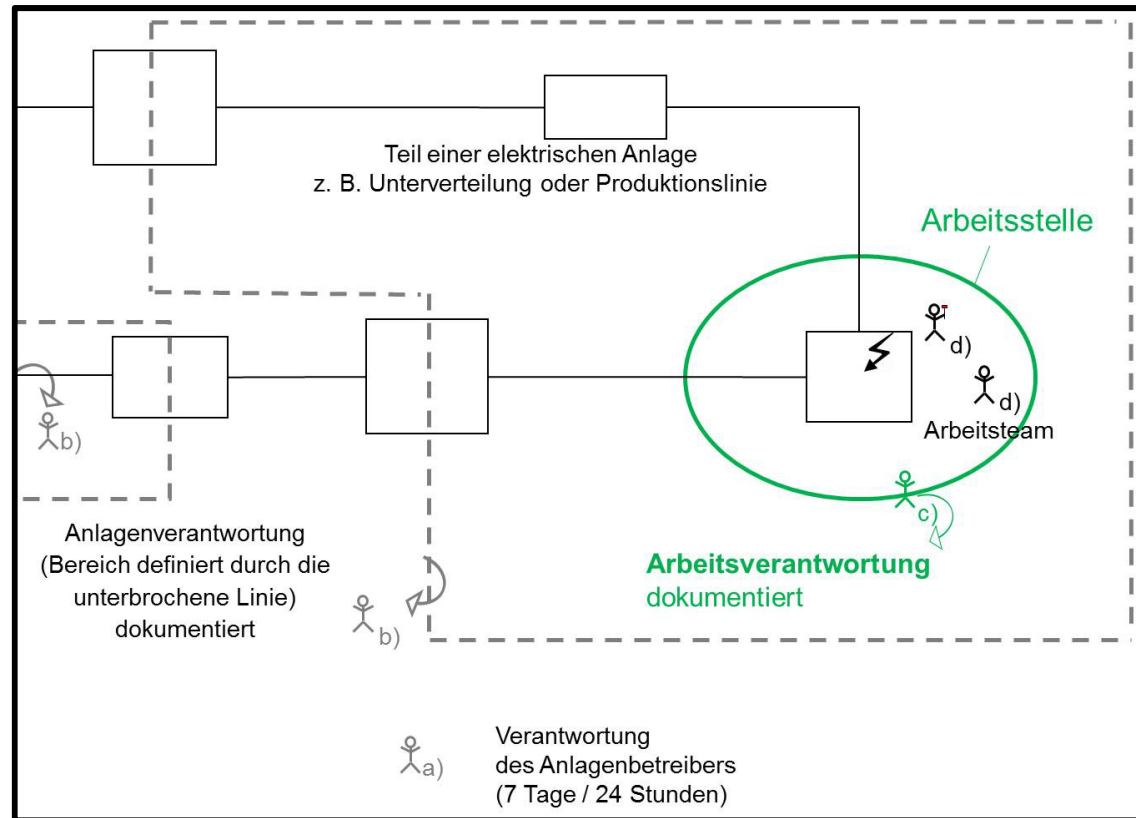 Teil einer elektrischen Anlage
z. B. Unterverteilung oder Produktionslinie
Arbeitsstelle
d)
d)
Arbeitsteam
b)
c)
Anlagenverantwortung
(Bereich definiert durch die
unterbrochene Linie)
dokumentiert
b)
Arbeitsverantwortung
dokumentiert
a)
Verantwortung
des Anlagenbetreibers
(7 Tage / 24 Stunden)